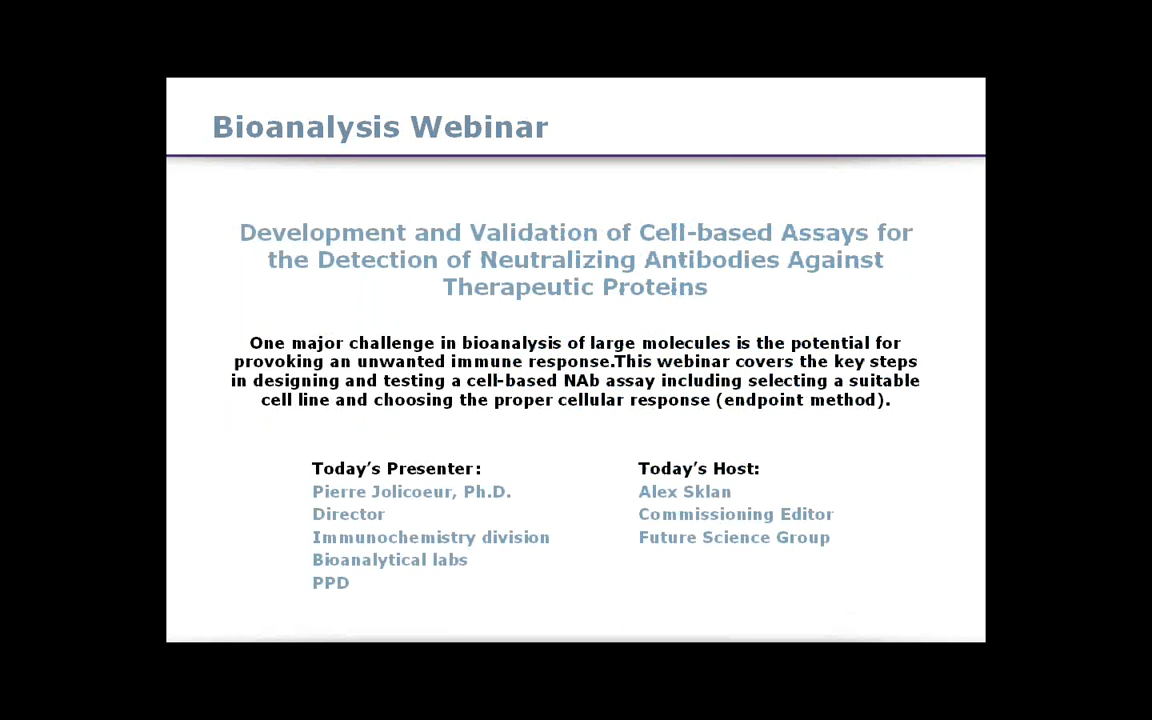 Bioanalysis Webinar
Development and Validation of Cell-based Assays for
the Detection of Neutralizing Antibodies Against
Therapeutic Proteins
One major challenge in bioanalysis of large molecules is the potential for
provoking an unwanted immune response.This webinar covers the key steps
in designing and testing a cell-based NAb assay including selecting a suitable
cell line and choosing the proper cellular response (endpoint method).
Today’s Presenter:
Pierre Jolicoeur, Ph.D.
Director
Immunochemistry division
Bioanalytical labs
PPD
Today’s Host:
Alex Sklan
Commissioning Editor
Future Science Group